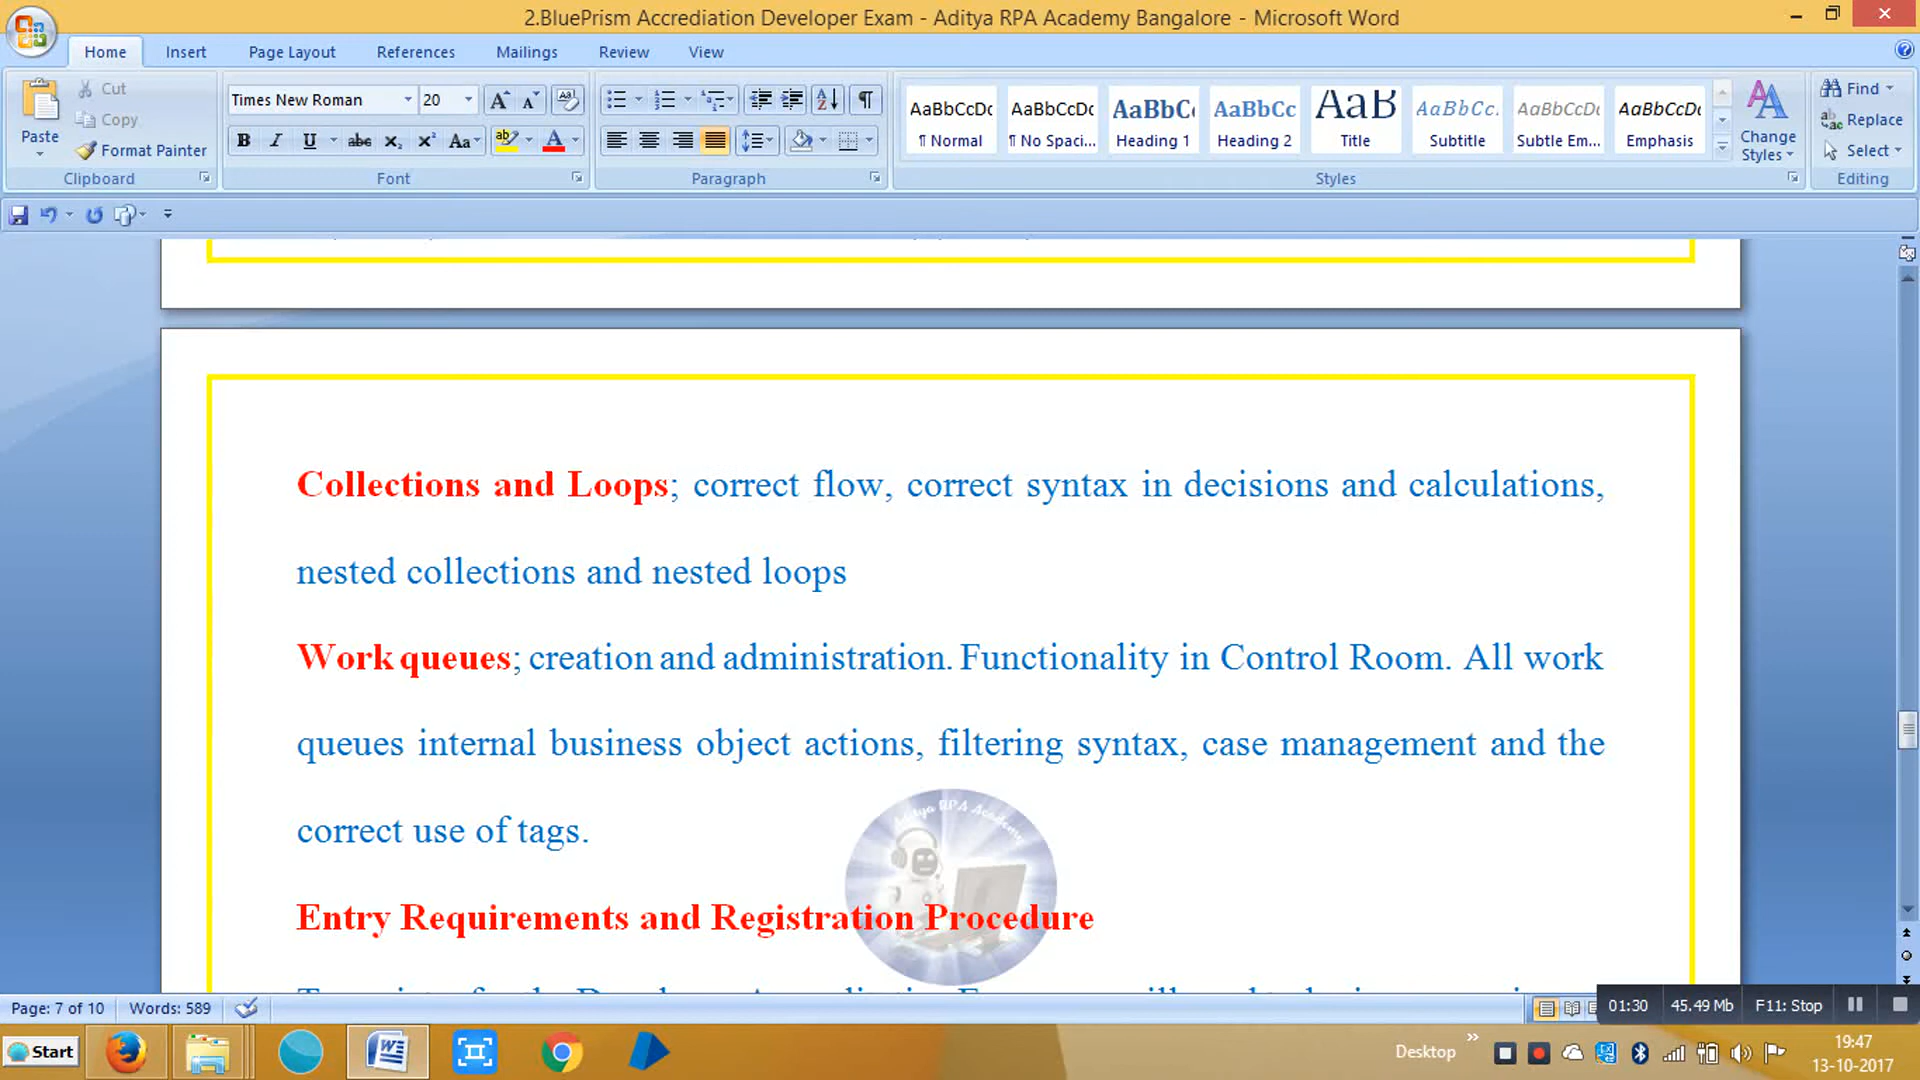 2.BluePrism Accrediation Developer Exam - Aditya RPA Academy Bangalore - Microsoft Word
Home Insert Page Layout References Mailings Review View
Paste
Cut
Copy
Format Painter
Clipboard
Times New Roman 20
Font
Paragraph
AaBbCcDc AaBbCcDc AaBbC AaBbCc AaB AaBbCc. AaBbCcDc AaBbCcDc
¶ Normal ¶ No Spaci... Heading 1 Heading 2 Title Subtitle Subtle Em... Emphasis
Styles
Change Styles
Find
Replace
Select
Editing
Collections and Loops; correct flow, correct syntax in decisions and calculations,
nested collections and nested loops
Work queues; creation and administration. Functionality in Control Room. All work
queues internal business object actions, filtering syntax, case management and the
correct use of tags.
Aditya RPA Academy
Entry Requirements and Registration Procedure
Page: 7 of 10 Words: 589
01:30 45.49 Mb F11: Stop
Start
Desktop
19:47
13-10-2017